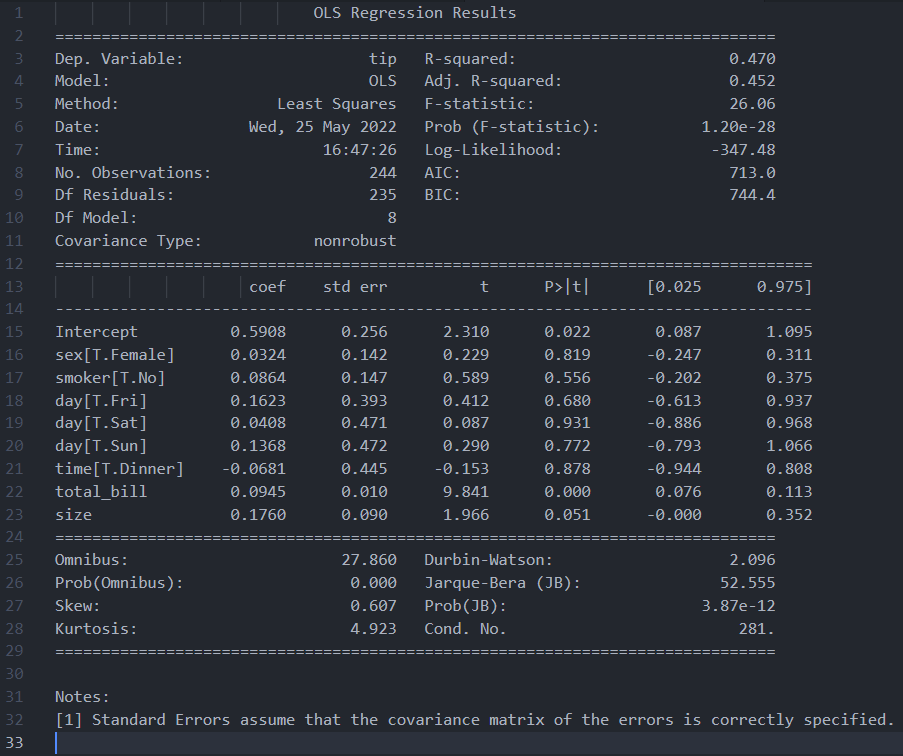 1 OLS Regression Results
2 ==============================================================================
3 Dep. Variable: tip R-squared: 0.470
4 Model: OLS Adj. R-squared: 0.452
5 Method: Least Squares F-statistic: 26.06
6 Date: Wed, 25 May 2022 Prob (F-statistic): 1.20e-28
7 Time: 16:47:26 Log-Likelihood: -347.48
8 No. Observations: 244 AIC: 713.0
9 Df Residuals: 235 BIC: 744.4
10 Df Model: 8
11 Covariance Type: nonrobust
12 ==================================================================================
13 coef std err t P>|t| [0.025 0.975]
14 ----------------------------------------------------------------------------------
15 Intercept 0.5908 0.256 2.310 0.022 0.087 1.095
16 sex[T.Female] 0.0324 0.142 0.229 0.819 -0.247 0.311
17 smoker[T.No] 0.0864 0.147 0.589 0.556 -0.202 0.375
18 day[T.Fri] 0.1623 0.393 0.412 0.680 -0.613 0.937
19 day[T.Sat] 0.0408 0.471 0.087 0.931 -0.886 0.968
20 day[T.Sun] 0.1368 0.472 0.290 0.772 -0.793 1.066
21 time[T.Dinner] -0.0681 0.445 -0.153 0.878 -0.944 0.808
22 total_bill 0.0945 0.010 9.841 0.000 0.076 0.113
23 size 0.1760 0.090 1.966 0.051 -0.000 0.352
24 ==============================================================================
25 Omnibus: 27.860 Durbin-Watson: 2.096
26 Prob(Omnibus): 0.000 Jarque-Bera (JB): 52.555
27 Skew: 0.607 Prob(JB): 3.87e-12
28 Kurtosis: 4.923 Cond. No. 281.
29 ==============================================================================
30
31 Notes:
32 [1] Standard Errors assume that the covariance matrix of the errors is correctly specified.
33